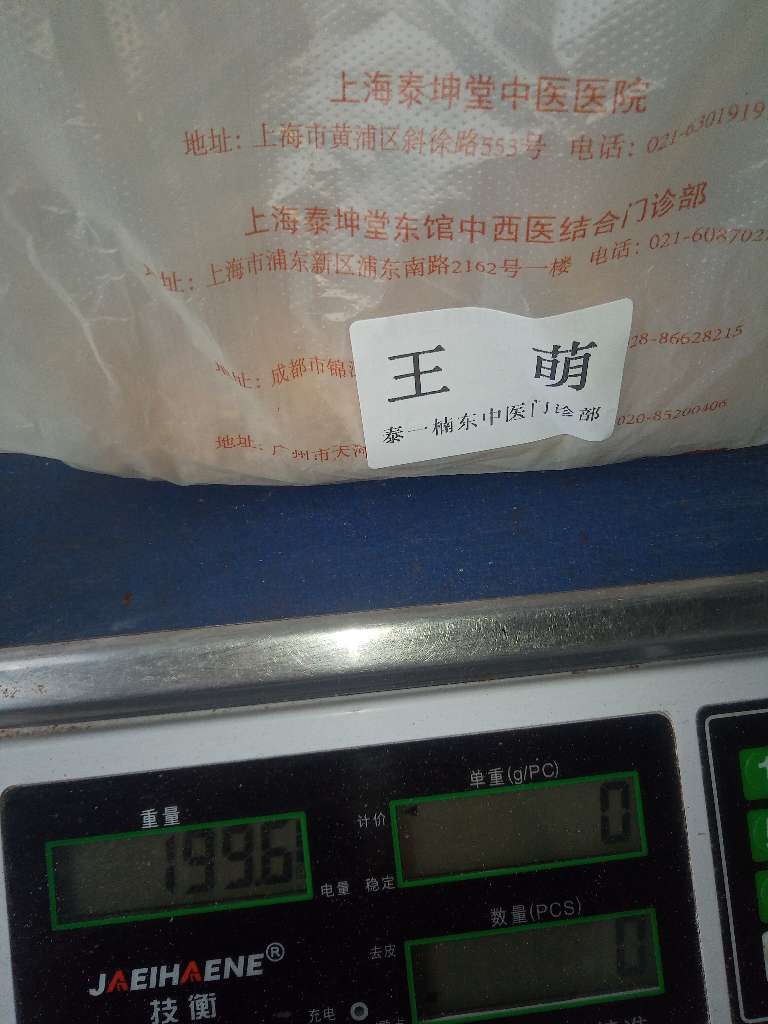 上海泰坤堂中医医院
地址：上海市黄浦区斜徐路553号 电话：021-6301919
上海泰坤堂东馆中西医结合门诊部
址：上海市浦东新区浦东南路2162号一楼 电话：021-608702
地址：成都市锦 28-86628215
王 萌
泰一楠东中医门诊部
地址：广州市天河 020-85200406
单重(g/PC)
重量
计价
0
1996
电量 稳定
数量(PCS)
去皮
0
JAEIHAENE®
技衡
充电